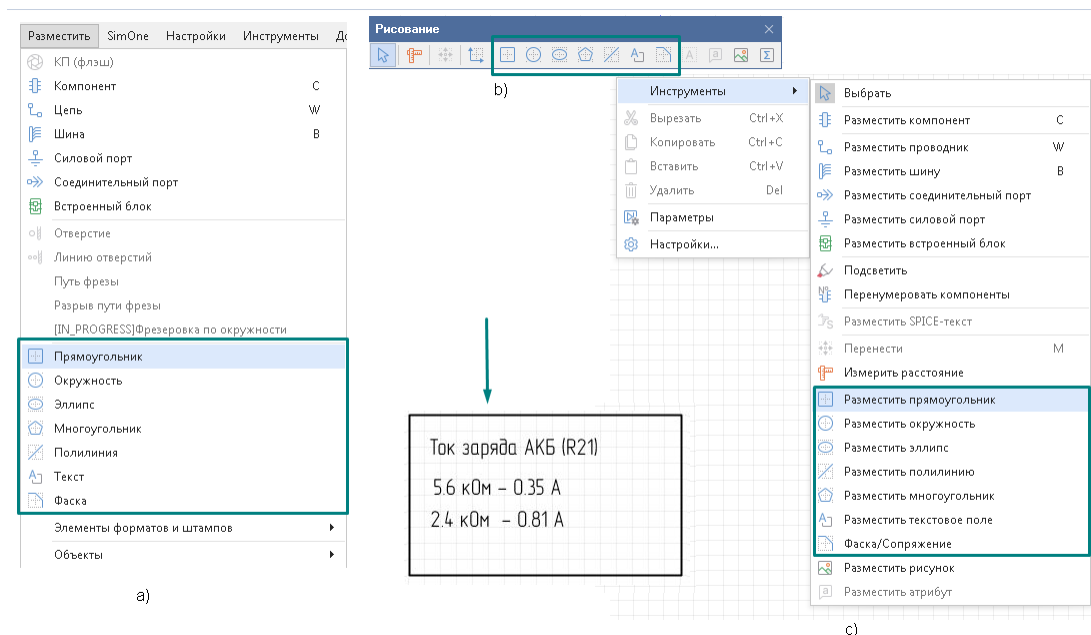 Разместить SimOne Настройки Инструменты До
КП (флэш)
Компонент C
Цепь W
Шина B
Силовой порт
Соединительный порт
Встроенный блок
Отверстие
Линию отверстий
Путь фрезы
Разрыв пути фрезы
[IN_PROGRESS]Фрезеровка по окружности
Прямоугольник
Окружность
Эллипс
Многоугольник
Полилиния
Текст
Фаска
Элементы форматов и штампов
Объекты
a)
Рисование
b)
Инструменты
Вырезать Ctrl+X
Копировать Ctrl+C
Вставить Ctrl+V
Удалить Del
Параметры
Настройки...
Выбрать
Разместить компонент C
Разместить проводник W
Разместить шину B
Разместить соединительный порт
Разместить силовой порт
Разместить встроенный блок
Подсветить
Перенумеровать компоненты
Разместить SPICE-текст
Перенести M
Измерить расстояние
Разместить прямоугольник
Разместить окружность
Разместить эллипс
Разместить полилинию
Разместить многоугольник
Разместить текстовое поле
Фаска/Сопряжение
Разместить рисунок
Разместить атрибут
c)
Ток заряда АКБ (R21)
5.6 кОм – 0.35 А
2.4 кОм – 0.81 А